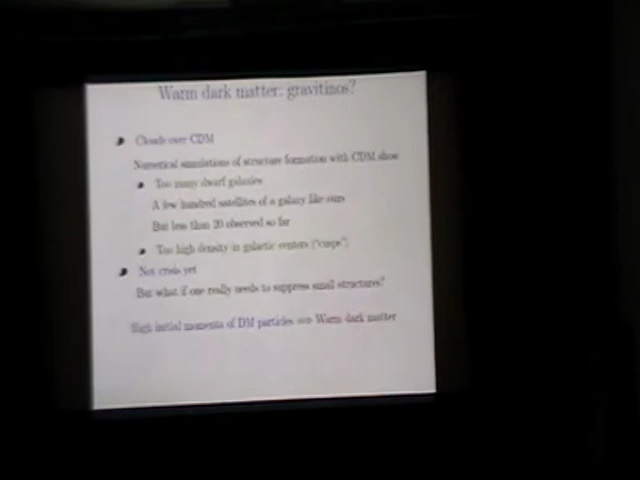 Warm dark matter: gravitinos?
Clouds over CDM
Numerical simulations of structure formation with CDM show
Too many dwarf galaxies
A few hundred satellites of a galaxy like ours
But less than 20 observed so far
Too high density in galactic centers ("cusps")
Not crisis yet
But what if one really needs to suppress small structures?
High initial momenta of DM particles ⟹ Warm dark matter